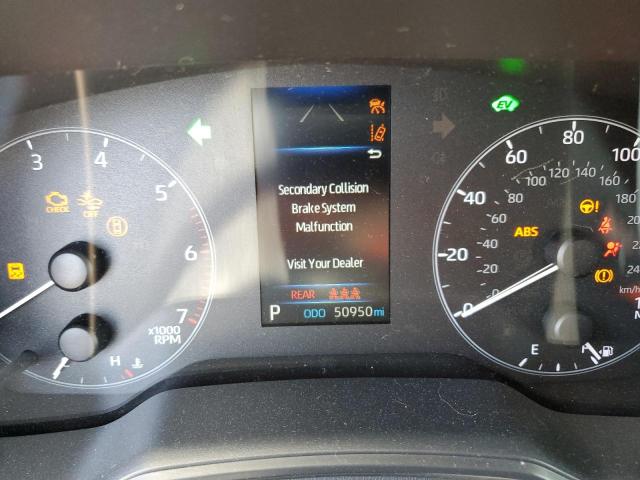 3 4 5 6 7
CHECK
OFF
x1000
RPM
H
Secondary Collision
Brake System
Malfunction
Visit Your Dealer
REAR
P ODO 50950 mi
EV
0 20 40 60 80 100
0 20 40 60 80 100 120 140 160 180
km/h
ABS
E